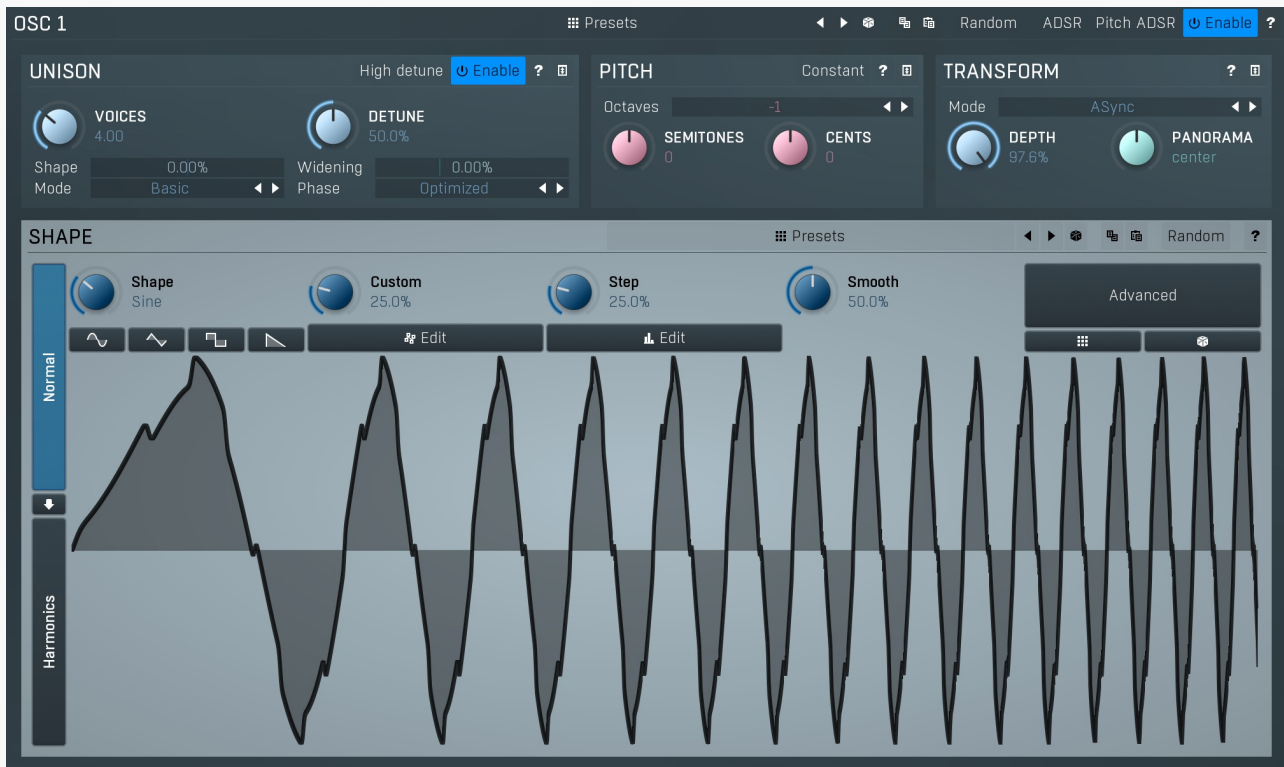 OSC 1 Presets Random ADSR Pitch ADSR Enable ?
UNISON High detune Enable ?
VOICES
4.00
DETUNE
50.0%
Shape 0.00% Widening 0.00%
Mode Basic Phase Optimized
PITCH Constant ?
Octaves -1
SEMITONES
0
CENTS
0
TRANSFORM ?
Mode ASync
DEPTH
97.6%
PANORAMA
center
SHAPE Presets Random ?
Normal
Harmonics
Shape
Sine
Custom
25.0%
Step
25.0%
Smooth
50.0%
Advanced
Edit
Edit